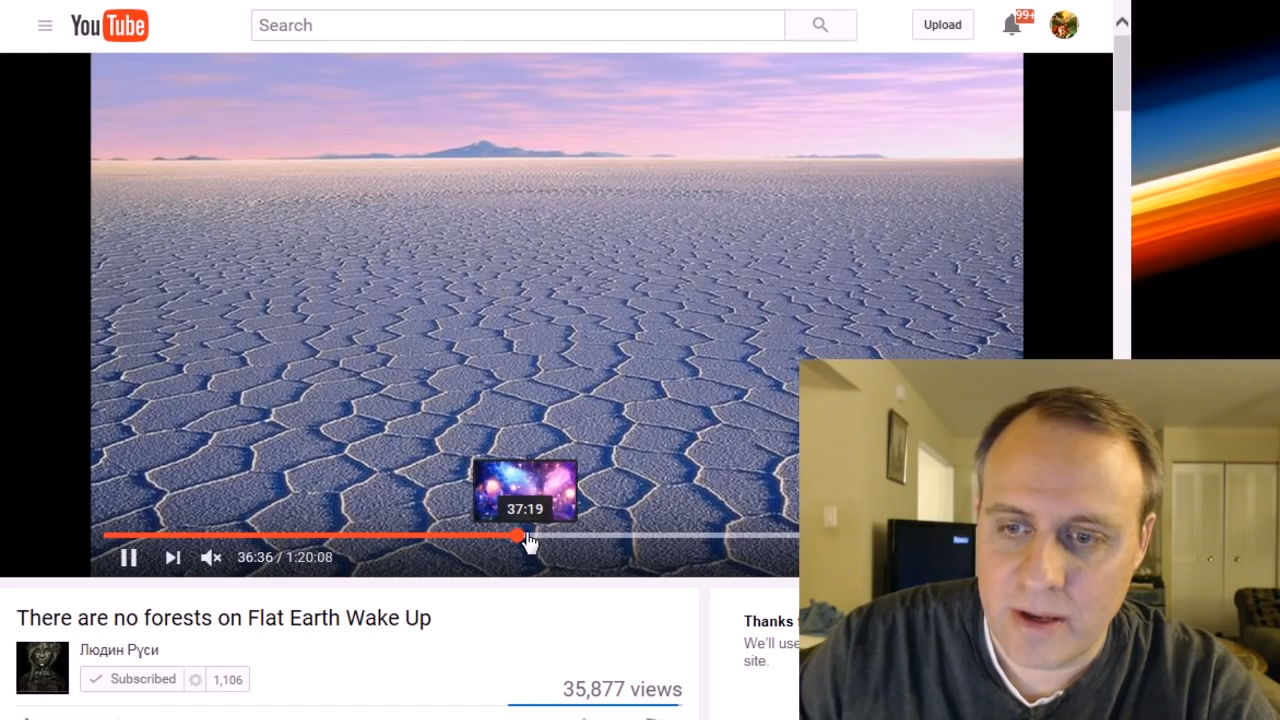 YouTube
Search
Upload
99+
37:19
36:36 / 1:20:08
There are no forests on Flat Earth Wake Up
Людин Руси
Subscribed
1,106
35,877 views
Thanks
We'll use
site.